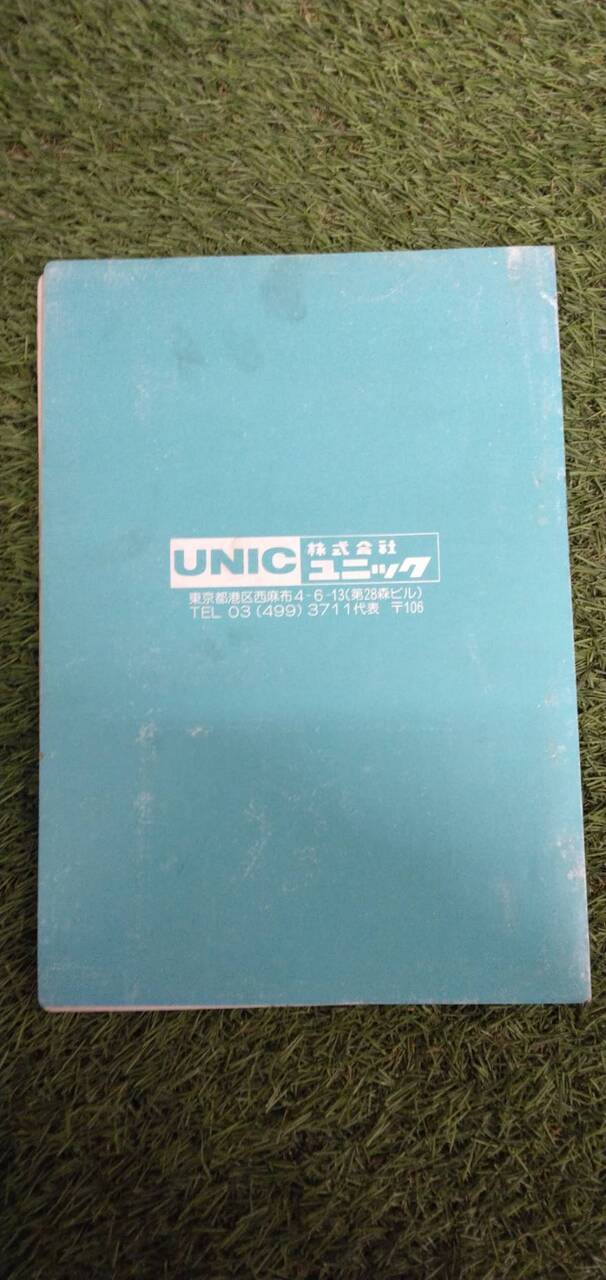 UNIC 株式会社
ユニック
東京都港区西麻布4-6-13(第28森ビル)
TEL 03(499)3711代表 〒106